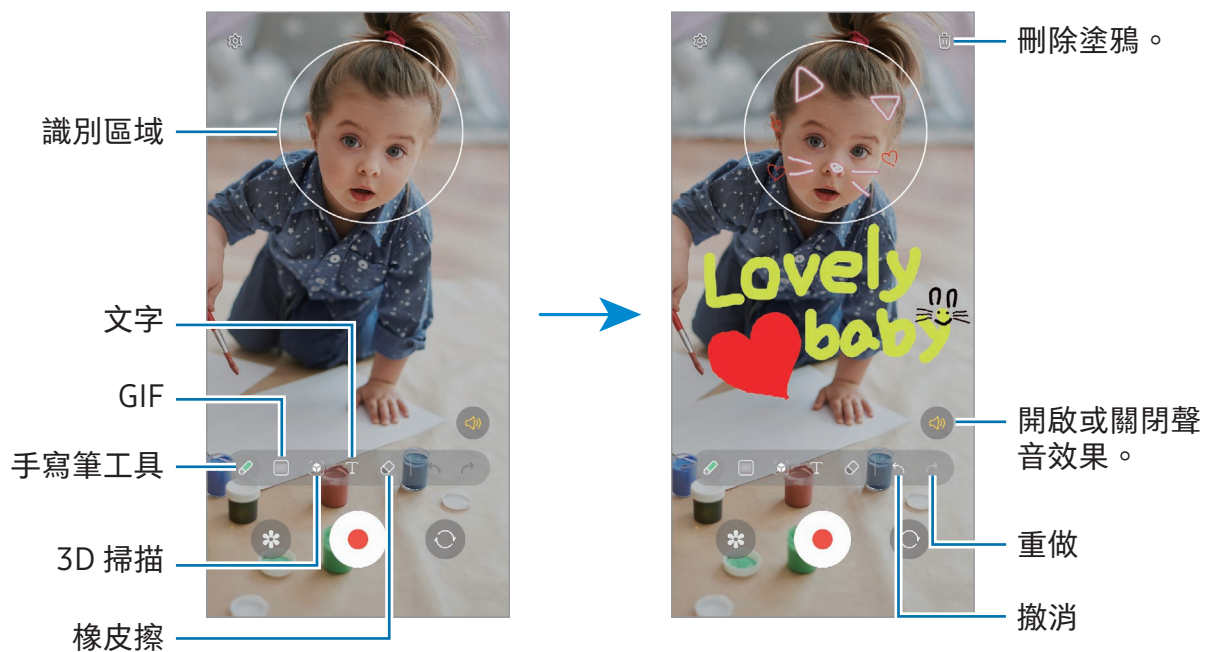 識別區域
文字
GIF
手寫筆工具
3D 掃描
橡皮擦
T
Lovely
baby
T
刪除塗鴉。
開啟或關閉聲
音效果。
重做
撤消